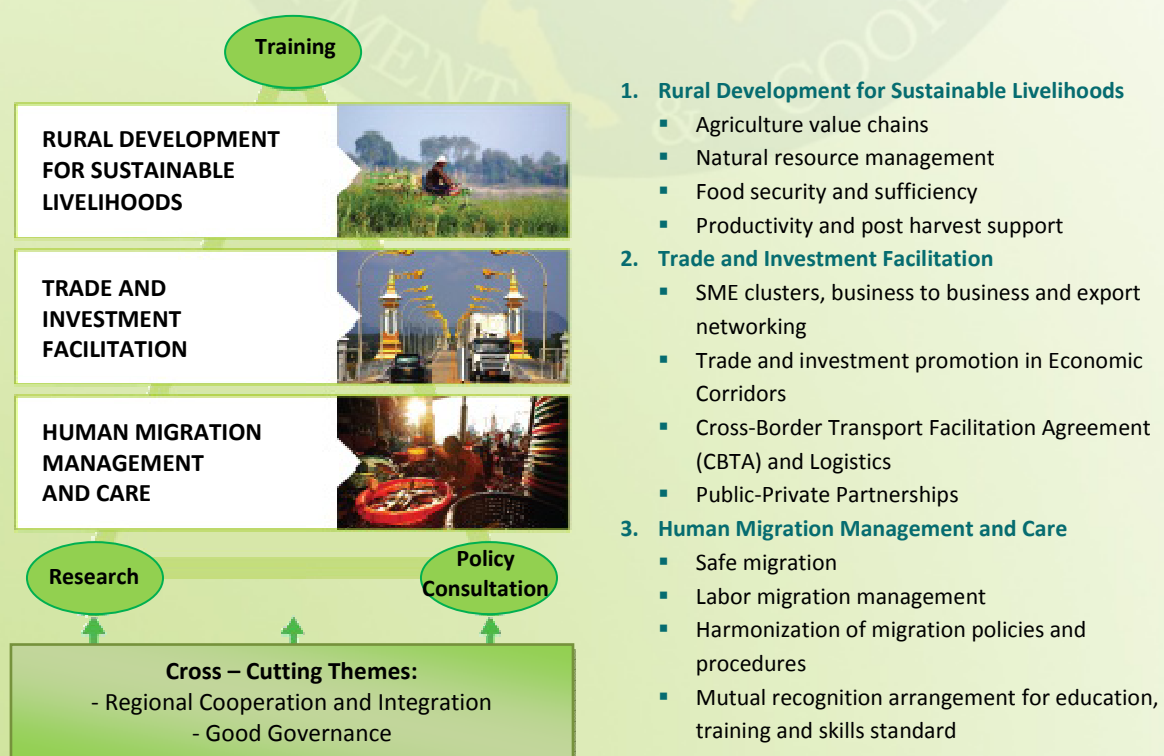 Training
RURAL DEVELOPMENT
FOR SUSTAINABLE
LIVELIHOODS
TRADE AND
INVESTMENT
FACILITATION
HUMAN MIGRATION
MANAGEMENT
AND CARE
Research
Policy
Consultation
Cross – Cutting Themes:
- Regional Cooperation and Integration
- Good Governance
MENT & COOP
1. Rural Development for Sustainable Livelihoods
▪ Agriculture value chains
▪ Natural resource management
▪ Food security and sufficiency
▪ Productivity and post harvest support
2. Trade and Investment Facilitation
▪ SME clusters, business to business and export
networking
▪ Trade and investment promotion in Economic
Corridors
▪ Cross-Border Transport Facilitation Agreement
(CBTA) and Logistics
▪ Public-Private Partnerships
3. Human Migration Management and Care
▪ Safe migration
▪ Labor migration management
▪ Harmonization of migration policies and
procedures
▪ Mutual recognition arrangement for education,
training and skills standard